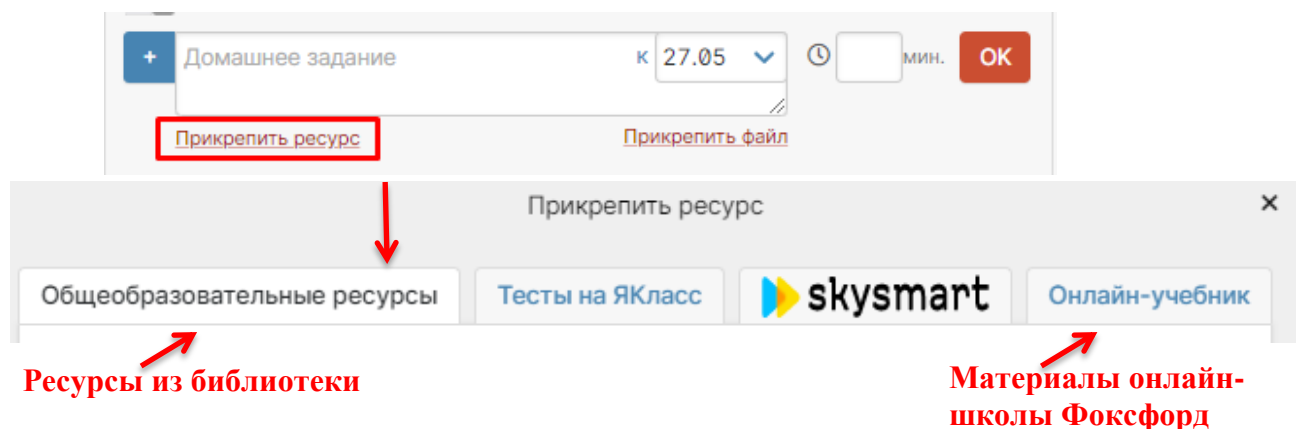 + Домашнее задание к 27.05 мин. ОК
Прикрепить ресурс Прикрепить файл
Прикрепить ресурс ×
Общеобразовательные ресурсы Тесты на ЯКласс skysmart Онлайн-учебник
Ресурсы из библиотеки
Материалы онлайн-
школы Фоксфорд